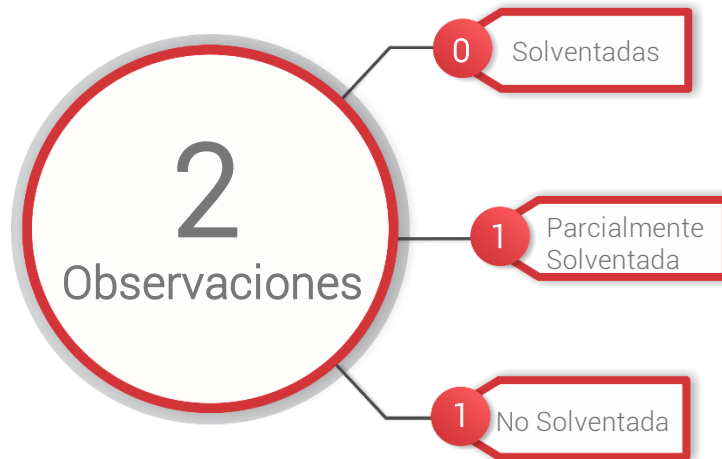 2
Observaciones
0
Solventadas
1
Parcialmente
Solventada
1
No Solventada